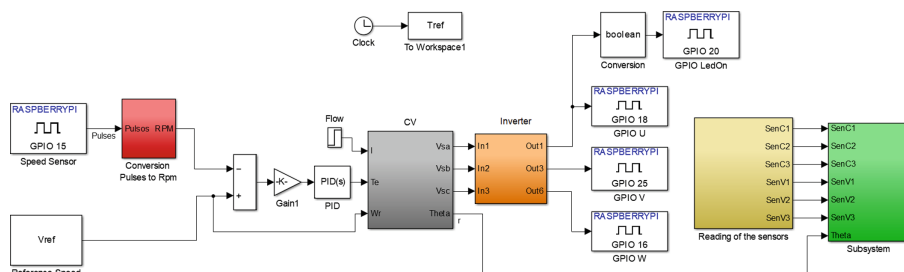 RASPBERRYPI
boolean
GPIO 20
Tref
Clock
To Workspace1
Conversion
GPIO LedOn
RASPBERRYPI
GPIO 18
GPIO U
RASPBERRYPI
GPIO 15
Speed Sensor
Pulses
Pulsos RPM
Conversion
Pulses to Rpm
Flow
CV
Inverter
I
Te
Wr
Vsa
Vsb
Vsc
Theta
r
In1
In2
In3
Out1
Out3
Out6
−
+
-K-
Gain1
PID(s)
PID
RASPBERRYPI
GPIO 25
GPIO V
RASPBERRYPI
GPIO 16
GPIO W
Vref
Reference Speed
SenC1
SenC2
SenC3
SenV1
SenV2
SenV3
Reading of the sensors
SenC1
SenC2
SenC3
SenV1
SenV2
SenV3
Theta
Subsystem